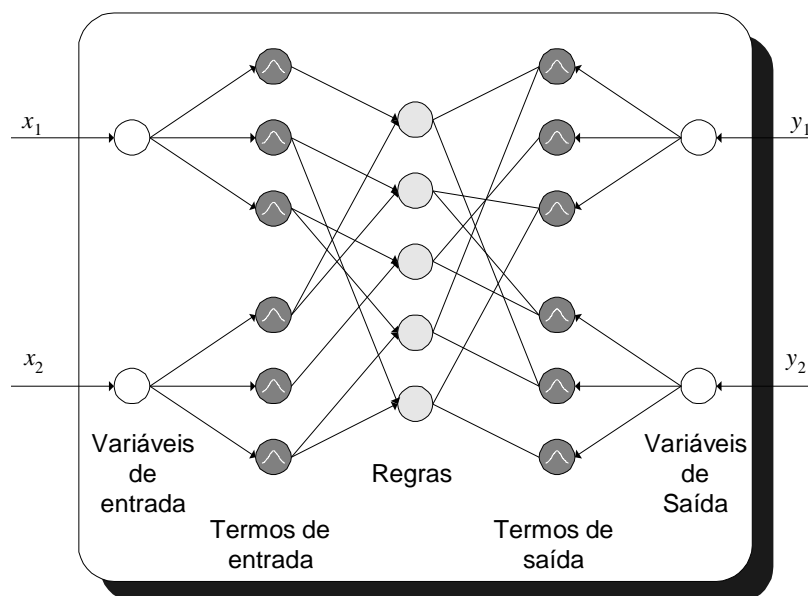 x1
y1
x2
y2
Variáveis
de
entrada
Regras
Variáveis
de
Saída
Termos de
entrada
Termos de
saída